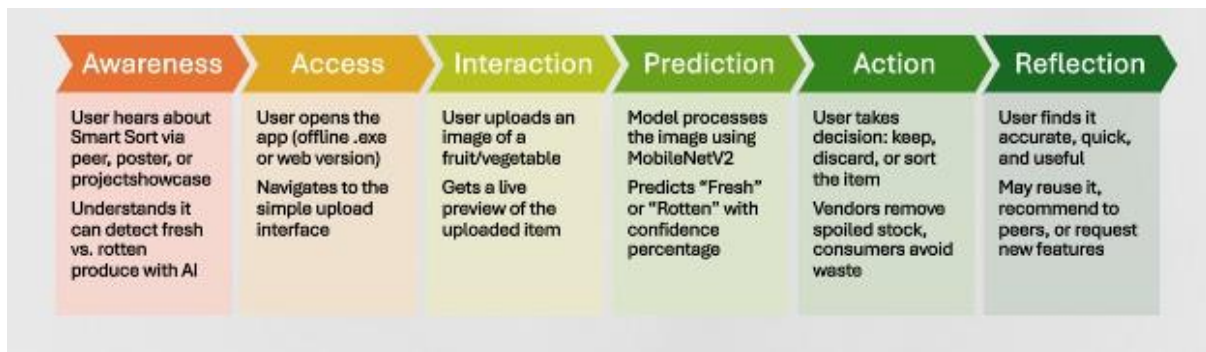 Awareness
Access
Interaction
Prediction
Action
Reflection
User hears about
Smart Sort via
peer, poster, or
projectshowcase
Understands it
can detect fresh
vs. rotten
produce with AI
User opens the
app (offline .exe
or web version)
Navigates to the
simple upload
interface
User uploads an
image of a
fruit/vegetable
Gets a live
preview of the
uploaded item
Model processes
the image using
MobileNetV2
Predicts “Fresh”
or “Rotten” with
confidence
percentage
User takes
decision: keep,
discard, or sort
the item
Vendors remove
spoiled stock,
consumers avoid
waste
User finds it
accurate, quick,
and useful
May reuse it,
recommend to
peers, or request
new features